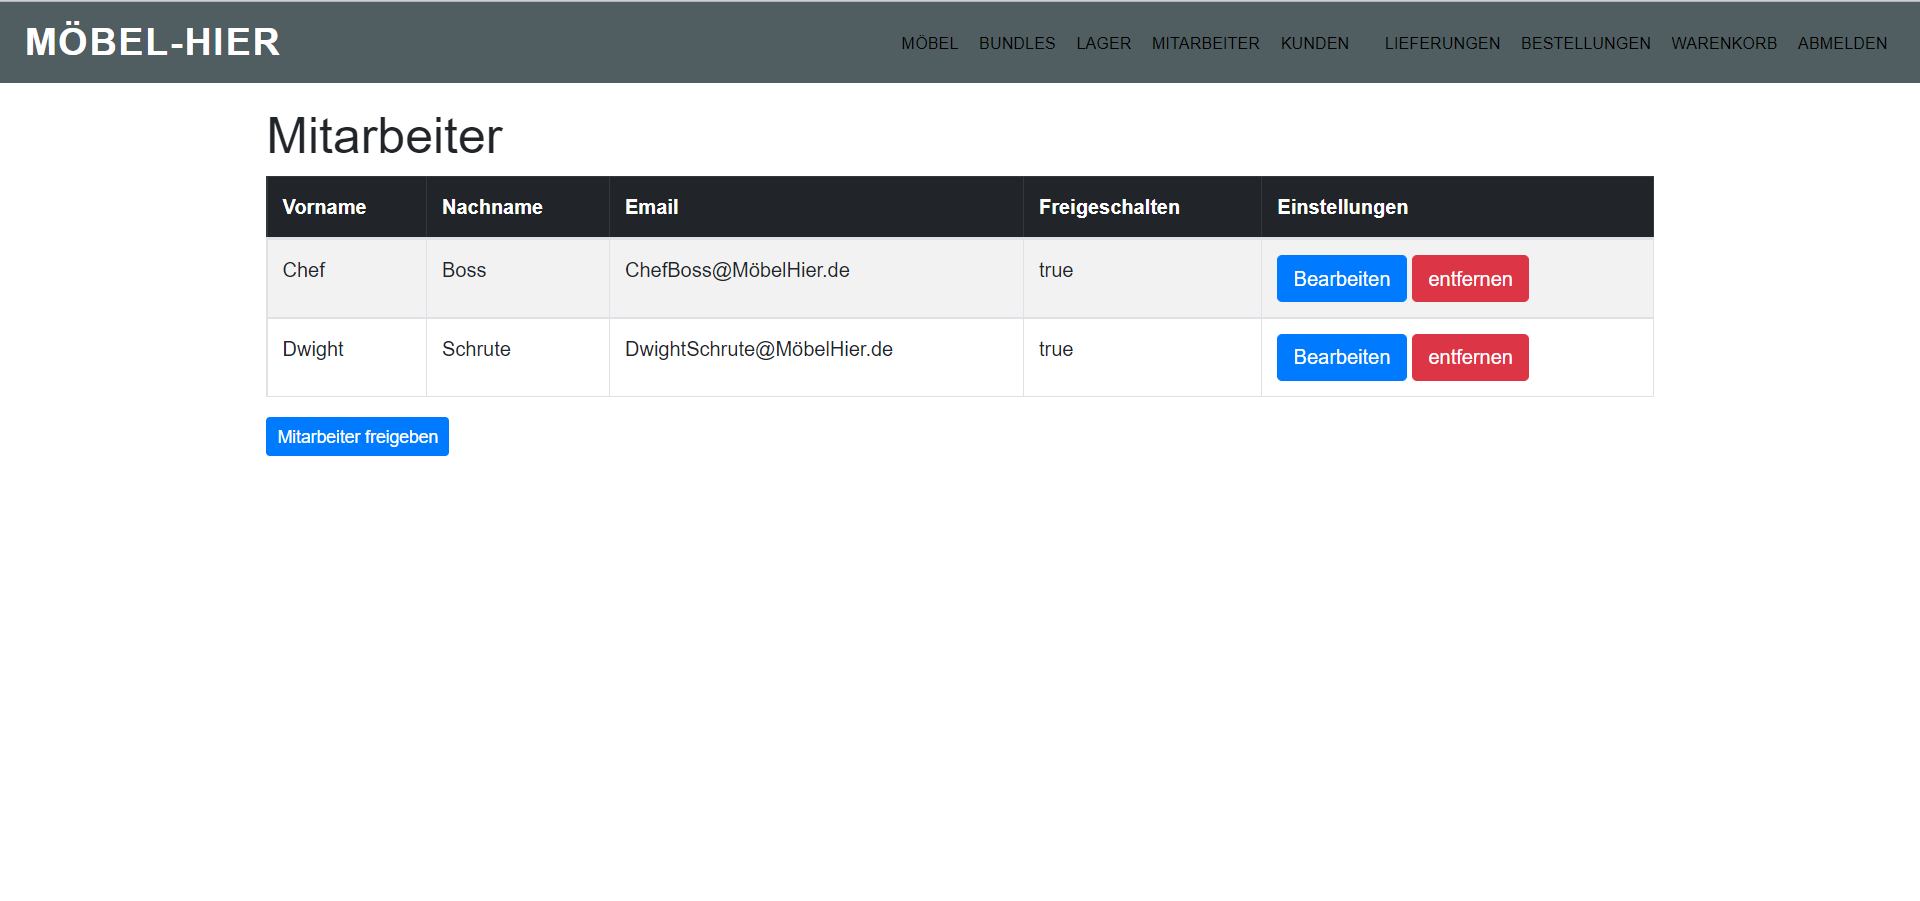 MÖBEL-HIER MÖBEL BUNDLES LAGER MITARBEITER KUNDEN LIEFERUNGEN BESTELLUNGEN WARENKORB ABMELDEN
Mitarbeiter
Vorname Nachname Email Freigeschalten Einstellungen
Chef Boss ChefBoss@MöbelHier.de true Bearbeiten entfernen
Dwight Schrute DwightSchrute@MöbelHier.de true Bearbeiten entfernen
Mitarbeiter freigeben